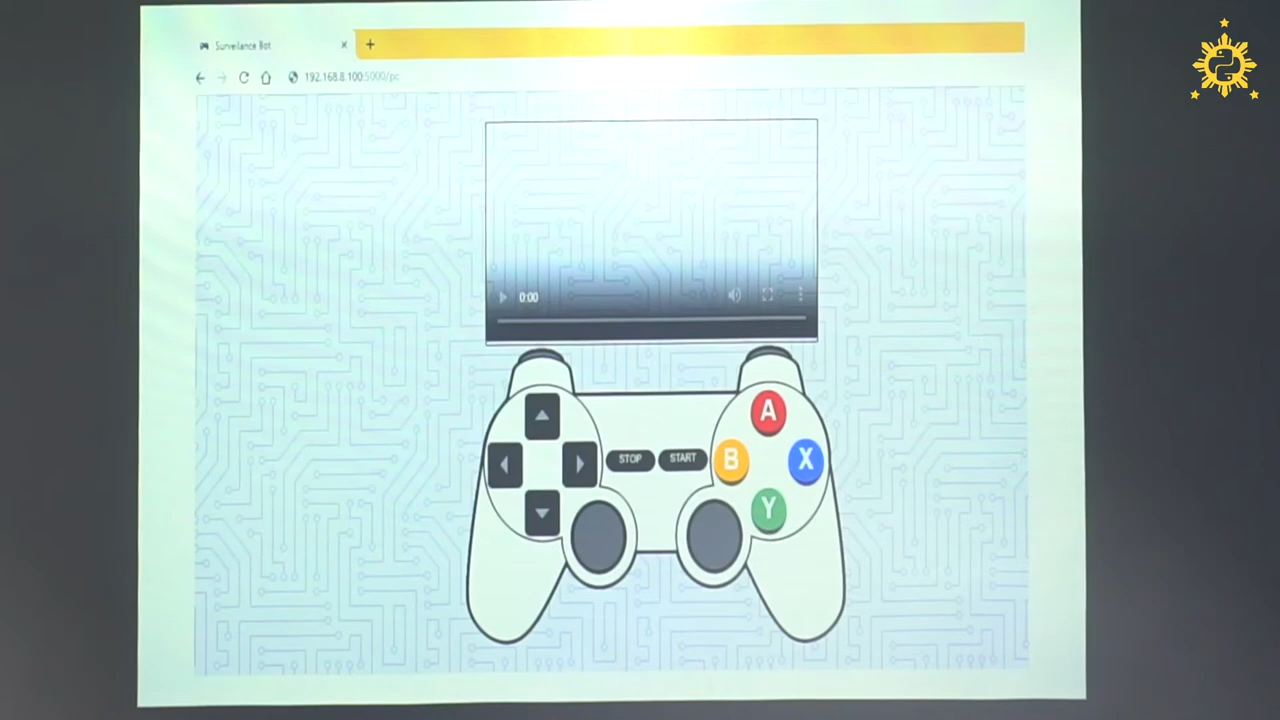 Surveilance Bot
192.168.8.100:5000/pc
0:00
STOP
START
A
B
X
Y